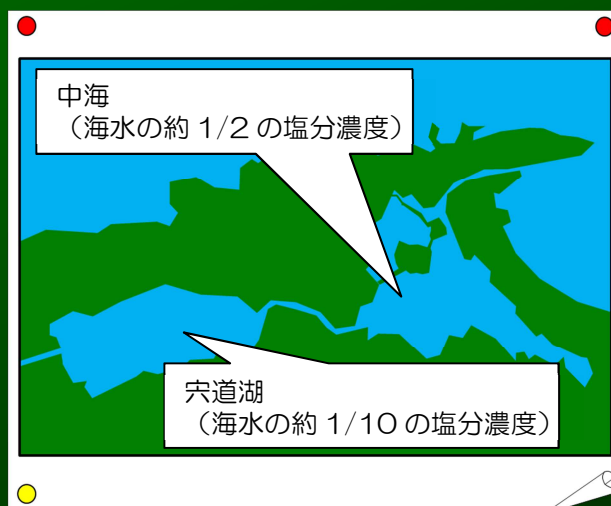 中海
（海水の約 1/2 の塩分濃度）
宍道湖
（海水の約 1/10 の塩分濃度）